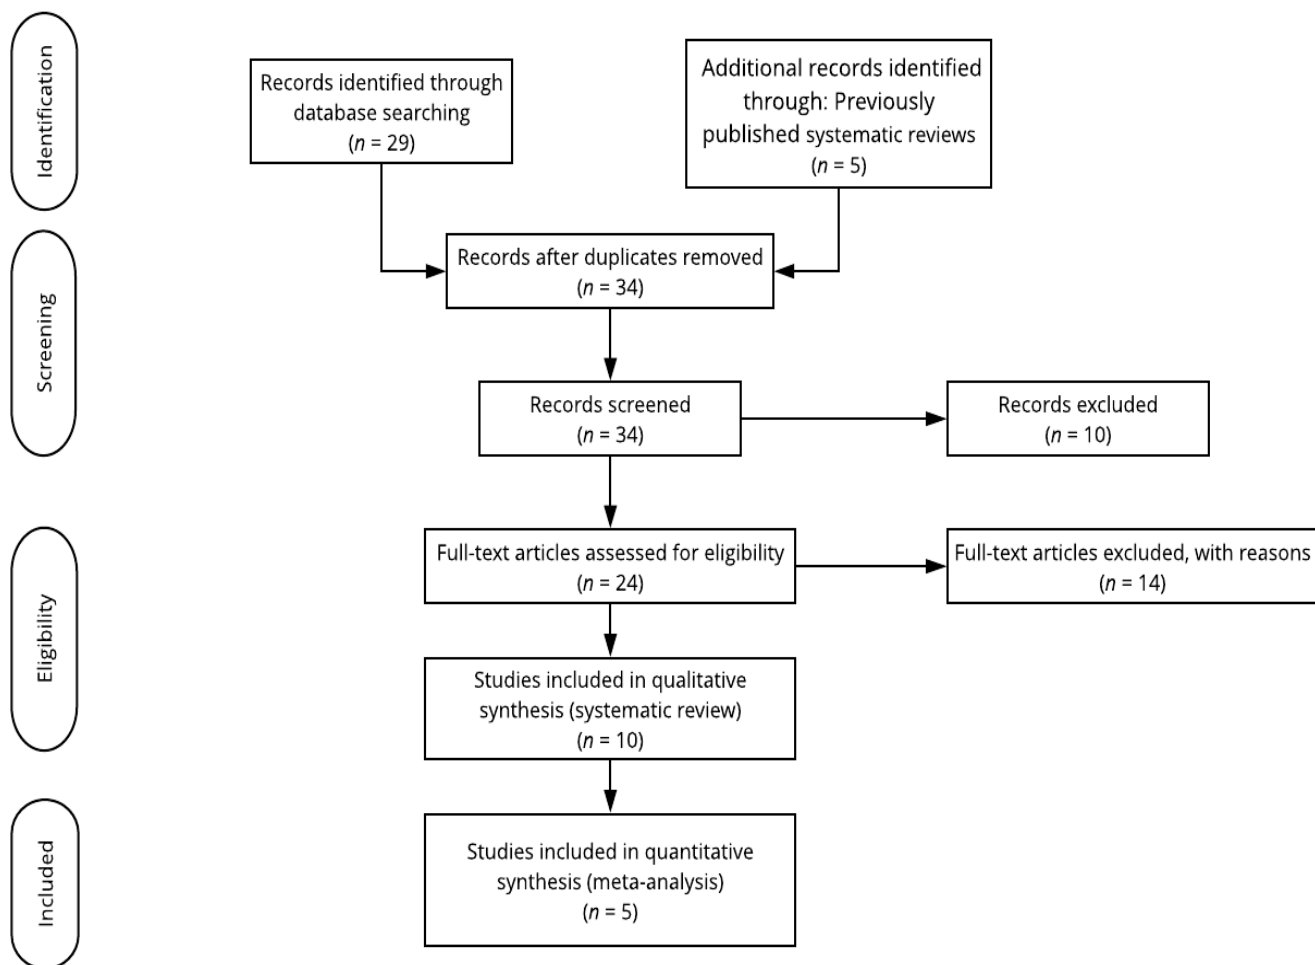 Identification
Records identified through
database searching
(n = 29)
Additional records identified
through: Previously
published systematic reviews
(n = 5)
Screening
Records after duplicates removed
(n = 34)
Records screened
(n = 34)
Records excluded
(n = 10)
Eligibility
Full-text articles assessed for eligibility
(n = 24)
Full-text articles excluded, with reasons
(n = 14)
Studies included in qualitative
synthesis (systematic review)
(n = 10)
Included
Studies included in quantitative
synthesis (meta-analysis)
(n = 5)